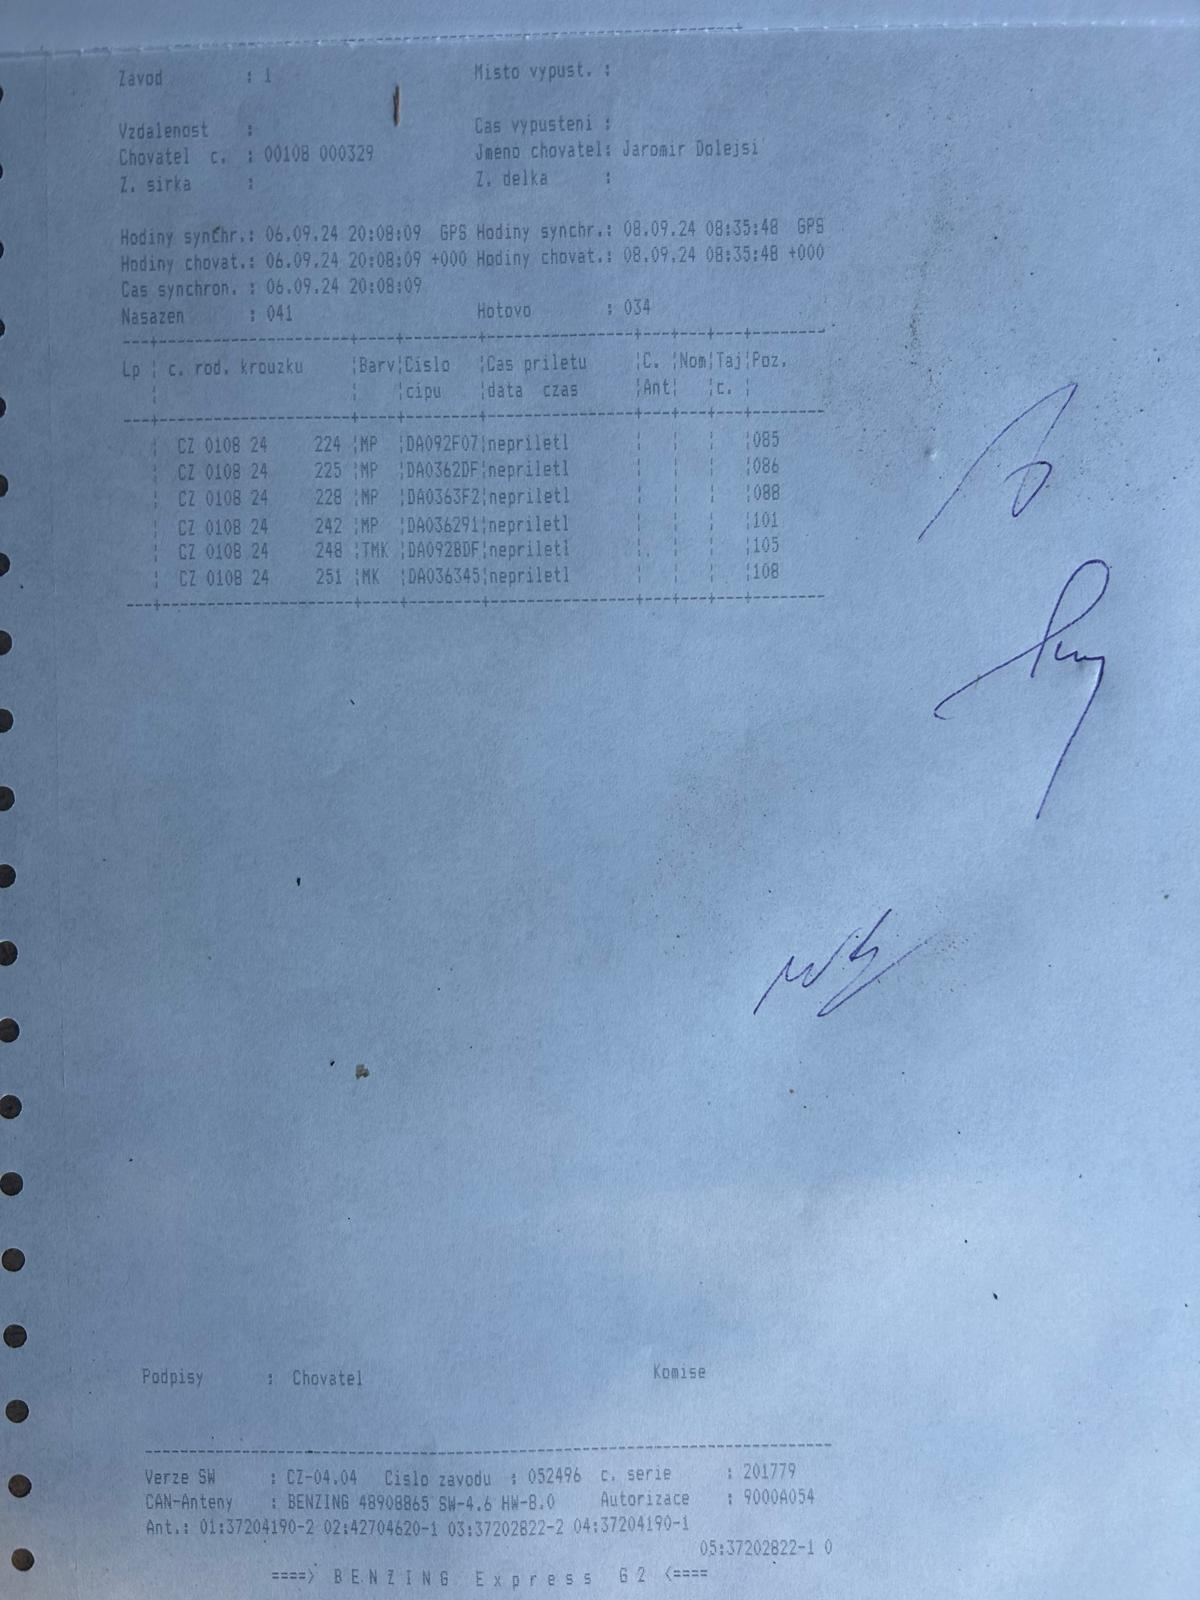 Zavod : 1 Misto vypust. :
Vzdalenost : Cas vypusteni :
Chovatel c. : 00108 000329 Jmeno chovatel: Jaromir Dolejsi
Z. sirka : Z. delka :
Hodiny synchr.: 06.09.24 20:08:09 GPS Hodiny synchr.: 08.09.24 08:35:48 GPS
Hodiny chovat.: 06.09.24 20:08:09 +000 Hodiny chovat.: 08.09.24 08:35:48 +000
Cas synchron. : 06.09.24 20:08:09
Nasazen : 041 Hotovo : 034
Lp ¦ c. rod. krouzku ¦Barv¦Cislo ¦Cas priletu ¦C. ¦Nom¦Taj¦Poz.
¦ ¦ ¦cipu ¦data czas ¦Ant¦ ¦c. ¦
¦ CZ 0108 24 224 ¦MP ¦DA092F07¦nepriletl ¦ ¦ ¦ ¦085
¦ CZ 0108 24 225 ¦MP ¦DA0362DF¦nepriletl ¦ ¦ ¦ ¦086
¦ CZ 0108 24 228 ¦MP ¦DA0363F2¦nepriletl ¦ ¦ ¦ ¦088
¦ CZ 0108 24 242 ¦MP ¦DA036291¦nepriletl ¦ ¦ ¦ ¦101
¦ CZ 0108 24 248 ¦TMK ¦DA092BDF¦nepriletl ¦ ¦ ¦ ¦105
¦ CZ 0108 24 251 ¦MK ¦DA036345¦nepriletl ¦ ¦ ¦ ¦108
Podpisy : Chovatel Komise
Verze SW : CZ-04.04 Cislo zavodu : 052496 c. serie : 201779
CAN-Anteny : BENZING 48908865 SW-4.6 HW-8.0 Autorizace : 9000A054
Ant.: 01:37204190-2 02:42704620-1 03:37202822-2 04:37204190-1
05:37202822-1 0
====> BENZING Express G2 <====